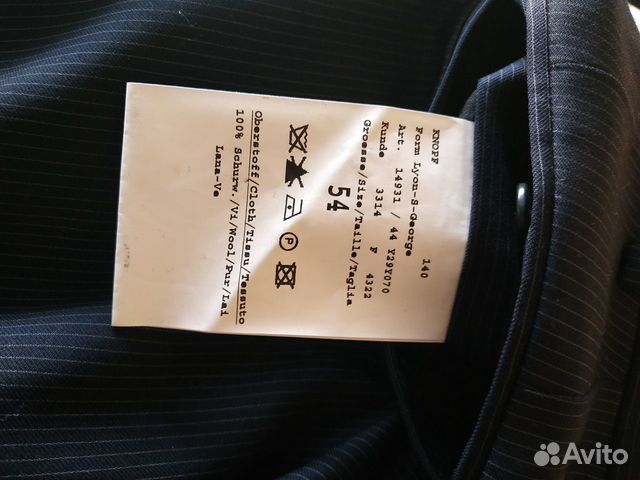 KNOPF 140
Form Lyon-S-George
Art. 14931 / 44 Y29Y070
Kunde 3314 F 4322
Groesse/Size/Taille/Taglia
54
P
Oberstoff/Cloth/Tissu/Tessuto
100% Schurw./Vi/Wool/Pur/Lai
Lana-Ve
Avito